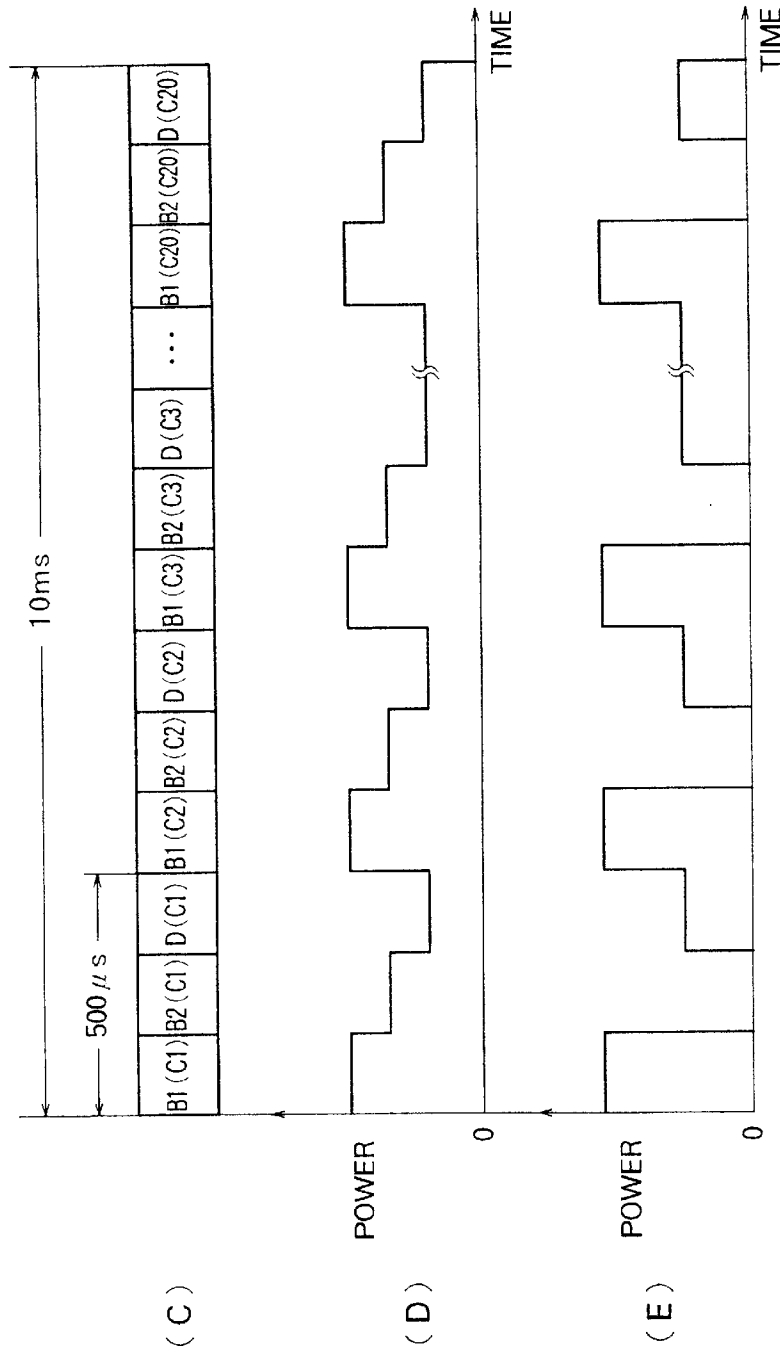 10ms
500μs
(C)
B1(C1) B2(C1) D(C1) B1(C2) B2(C2) D(C2) B1(C3) B2(C3) D(C3) ... B1(C20) B2(C20) D(C20)
(D)
POWER
0
TIME
(E)
POWER
0
TIME